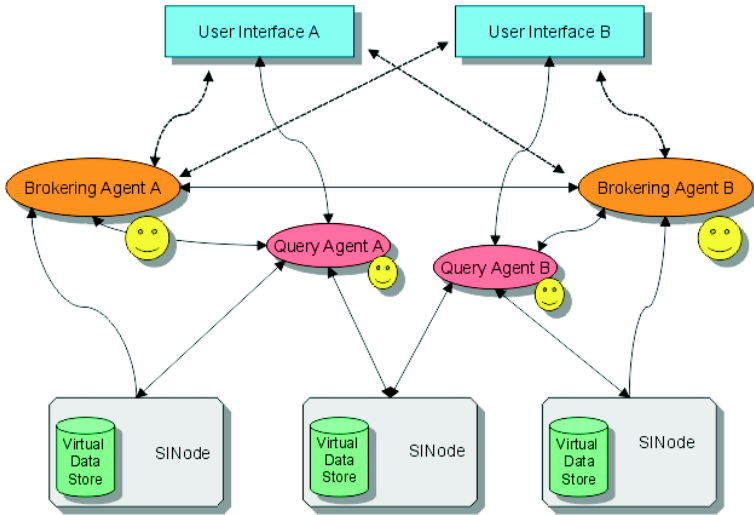 User Interface A
User Interface B
Brokering Agent A
Brokering Agent B
Query Agent A
Query Agent B
Virtual
Data
Store
SINode
Virtual
Data
Store
SINode
Virtual
Data
Store
SINode